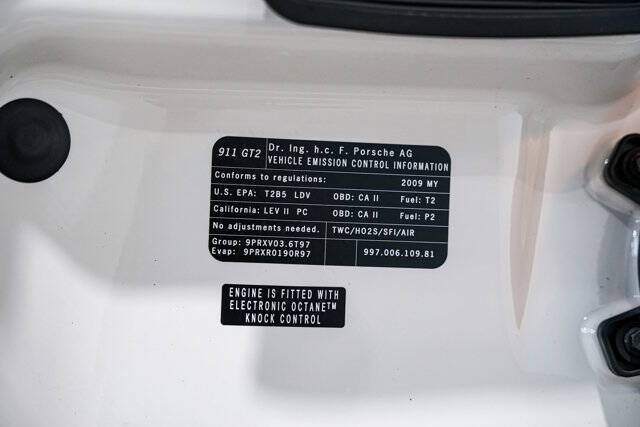 911 GT2 Dr. Ing. h.c. F. Porsche AG
VEHICLE EMISSION CONTROL INFORMATION
Conforms to regulations: 2009 MY
U.S. EPA: T2B5 LDV OBD: CA II Fuel: T2
California: LEV II PC OBD: CA II Fuel: P2
No adjustments needed. TWC/HO2S/SFI/AIR
Group: 9PRXV03.6T97
Evap: 9PRXR0190R97 997.006.109.81
ENGINE IS FITTED WITH
ELECTRONIC OCTANE™
KNOCK CONTROL